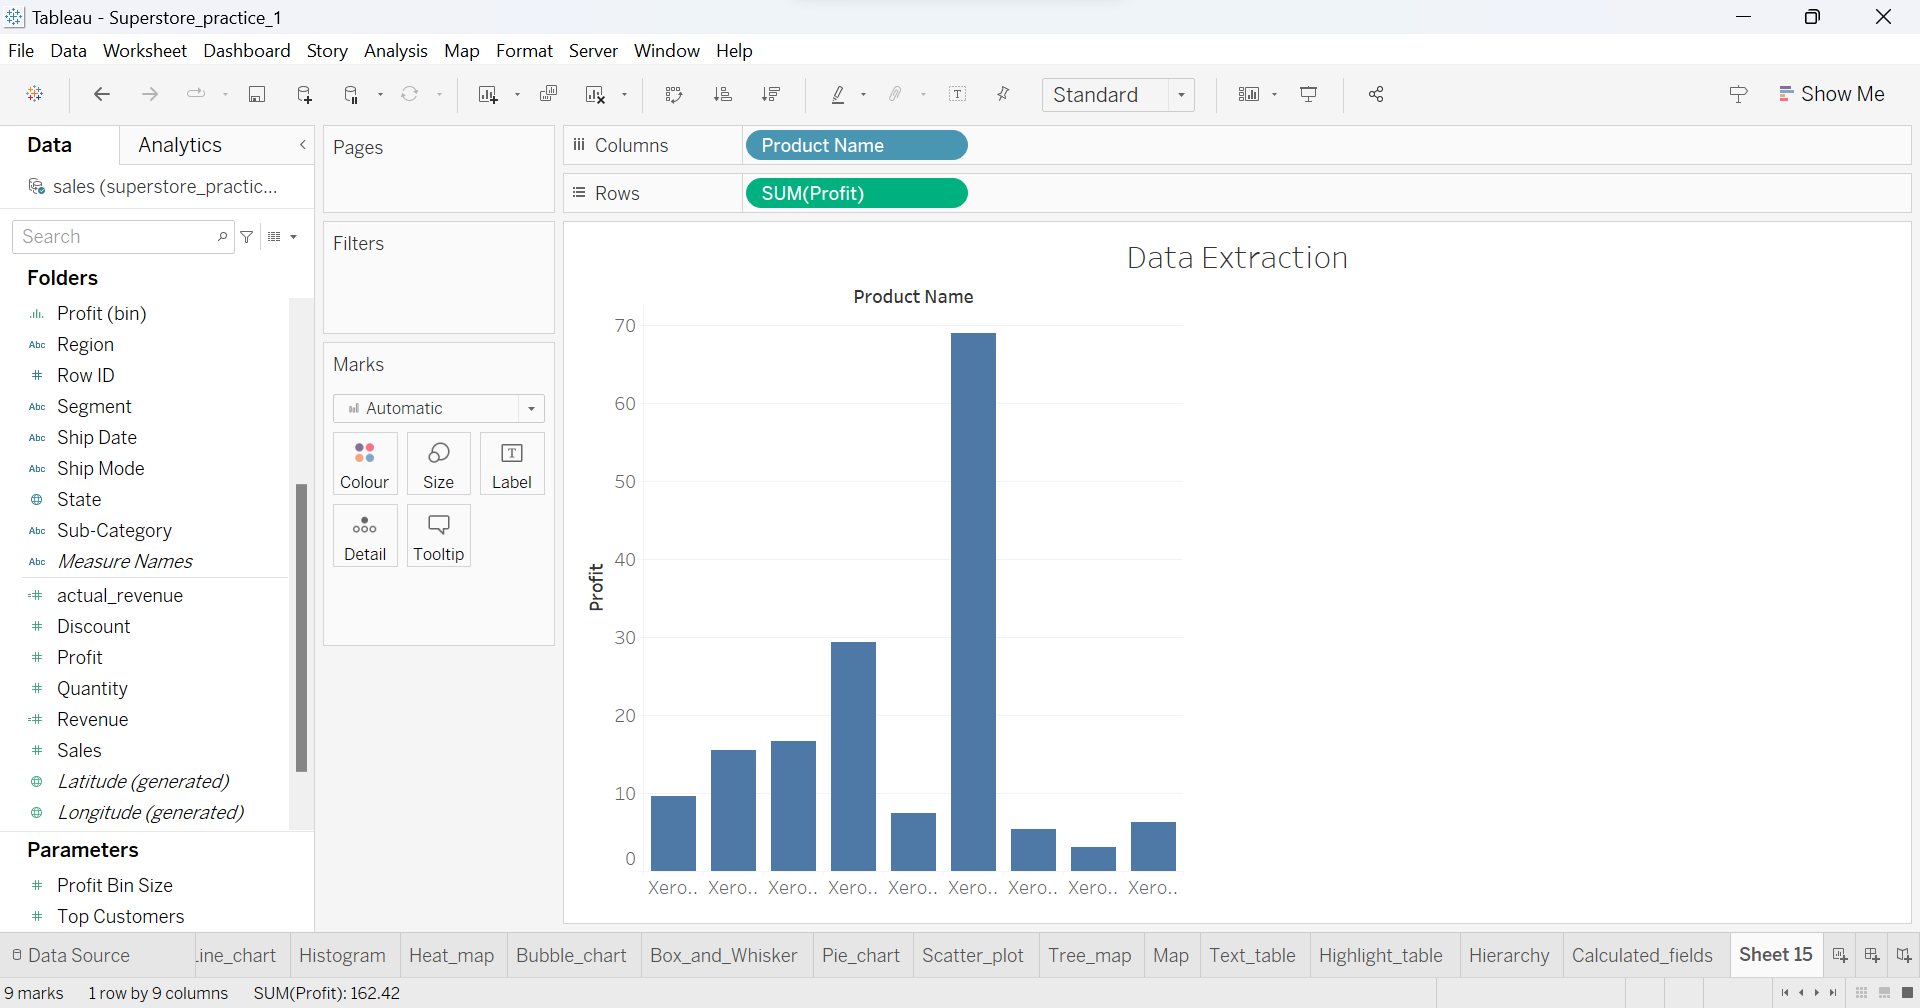 Tableau - Superstore_practice_1
File Data Worksheet Dashboard Story Analysis Map Format Server Window Help
Standard
Show Me
Data Analytics
sales (superstore_practic...
Search
Folders
Profit (bin)
Abc Region
Row ID
Abc Segment
Abc Ship Date
Abc Ship Mode
State
Abc Sub-Category
Abc Measure Names
=# actual_revenue
# Discount
# Profit
# Quantity
=# Revenue
# Sales
Latitude (generated)
Longitude (generated)
Parameters
# Profit Bin Size
# Top Customers
Pages
Filters
Marks
Automatic
Colour Size Label
Detail Tooltip
Columns Product Name
Rows SUM(Profit)
Data Extraction
Product Name
70
60
50
40
30
20
10
0
Profit
Xero.. Xero.. Xero.. Xero.. Xero.. Xero.. Xero.. Xero.. Xero..
Data Source ine_chart Histogram Heat_map Bubble_chart Box_and_Whisker Pie_chart Scatter_plot Tree_map Map Text_table Highlight_table Hierarchy Calculated_fields Sheet 15
9 marks 1 row by 9 columns SUM(Profit): 162.42